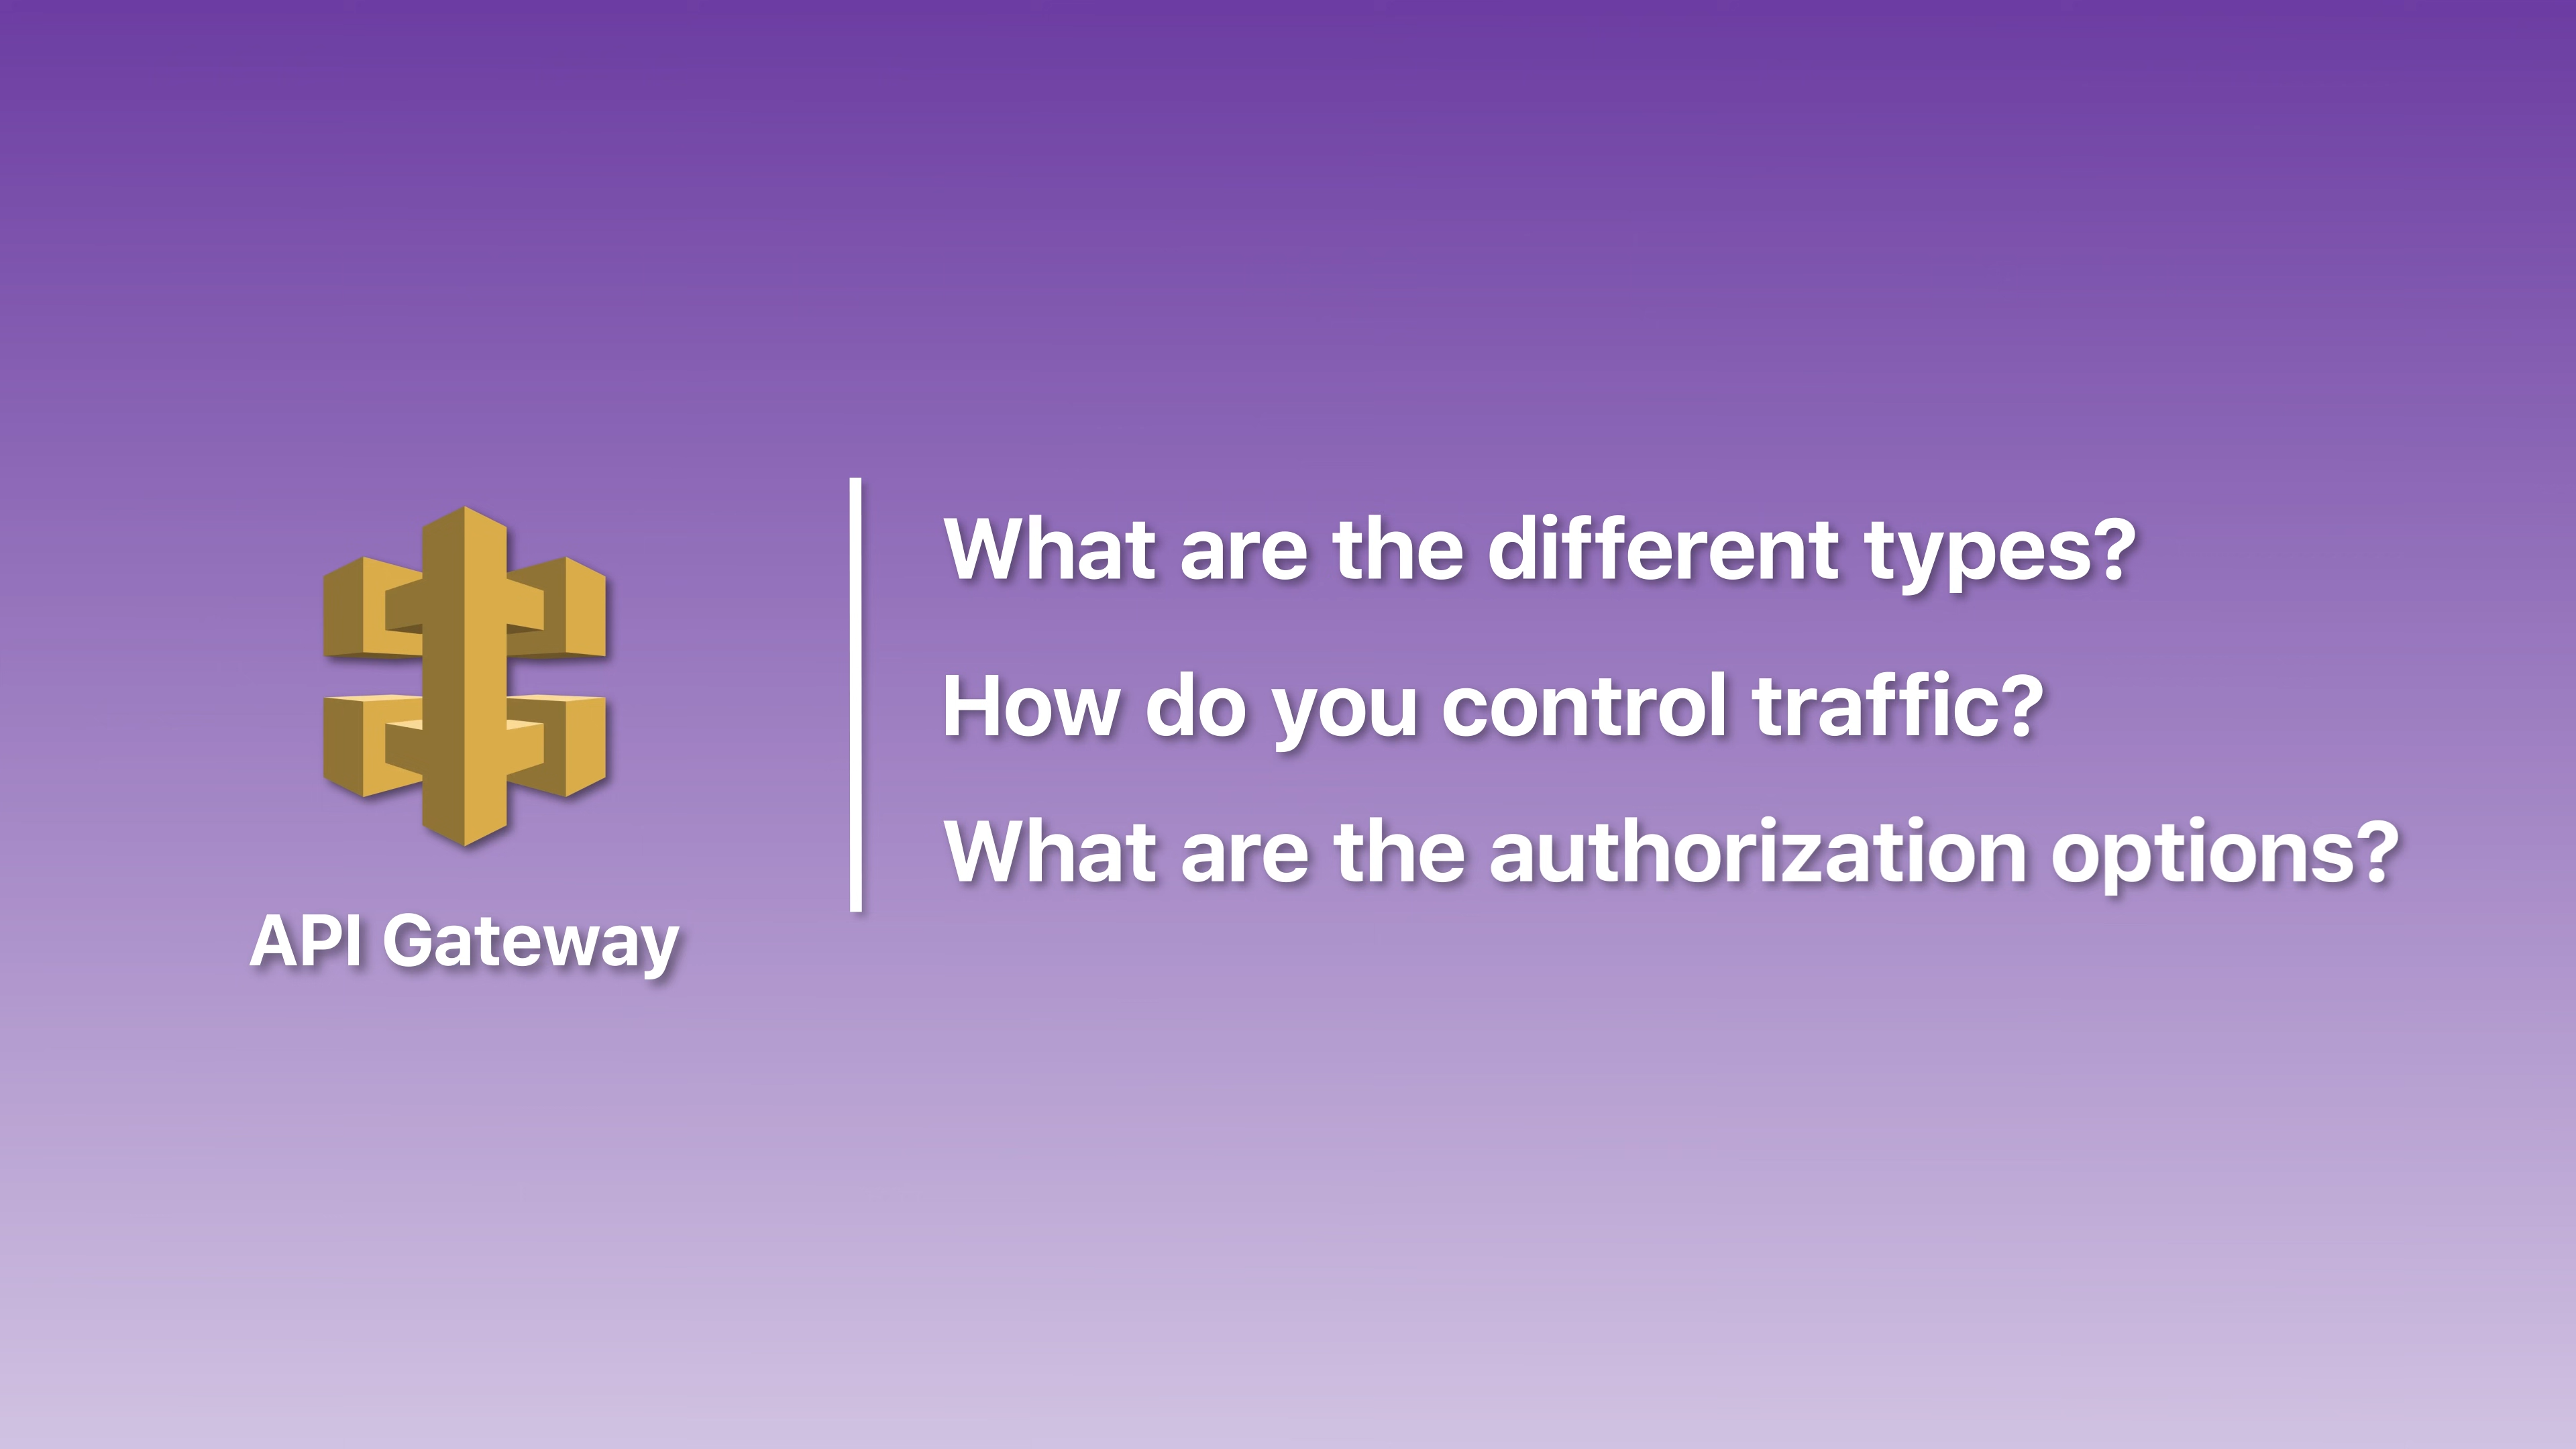 API Gateway
What are the different types?
How do you control traffic?
What are the authorization options?